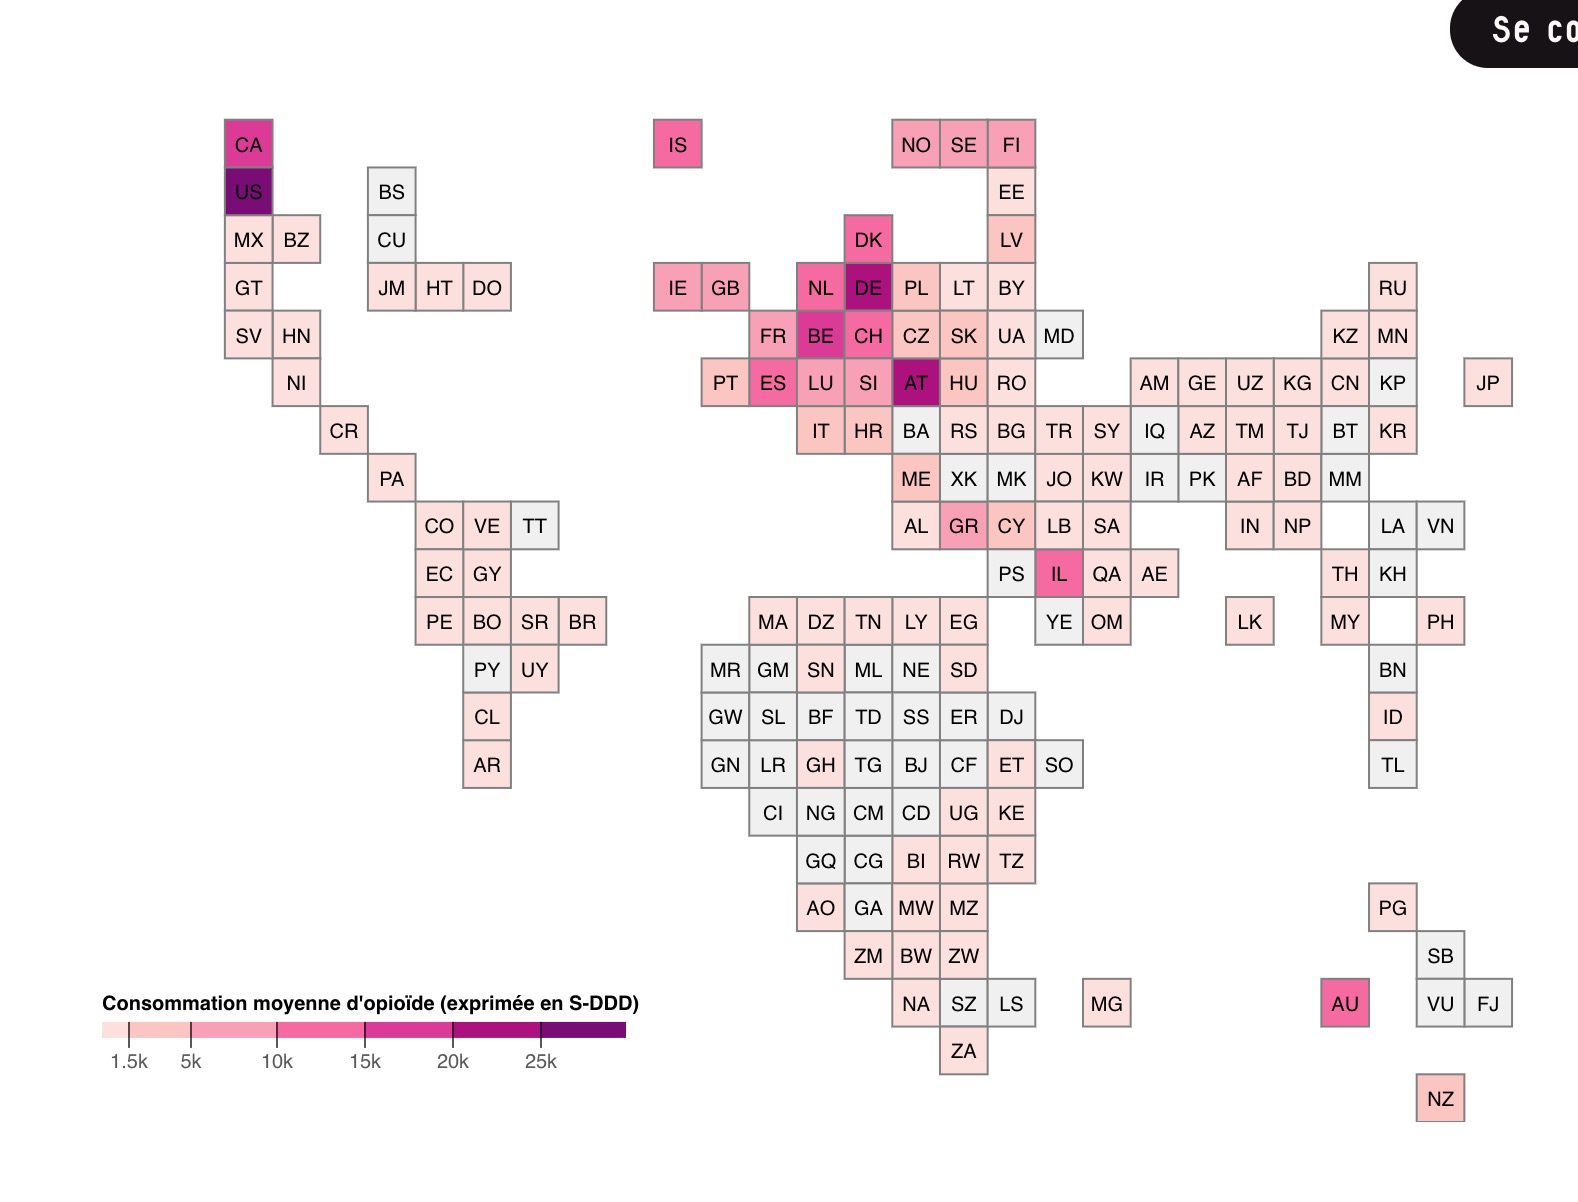 Se co
CA IS NO SE FI
US BS EE
MX BZ CU DK LV
GT JM HT DO IE GB NL DE PL LT BY RU
SV HN FR BE CH CZ SK UA MD KZ MN
NI PT ES LU SI AT HU RO AM GE UZ KG CN KP JP
CR IT HR BA RS BG TR SY IQ AZ TM TJ BT KR
PA ME XK MK JO KW IR PK AF BD MM
CO VE TT AL GR CY LB SA IN NP LA VN
EC GY PS IL QA AE TH KH
PE BO SR BR MA DZ TN LY EG YE OM LK MY PH
PY UY MR GM SN ML NE SD BN
CL GW SL BF TD SS ER DJ ID
AR GN LR GH TG BJ CF ET SO TL
CI NG CM CD UG KE
GQ CG BI RW TZ
AO GA MW MZ PG
ZM BW ZW SB
NA SZ LS MG AU VU FJ
ZA
NZ
Consommation moyenne d'opioïde (exprimée en S-DDD)
1.5k 5k 10k 15k 20k 25k